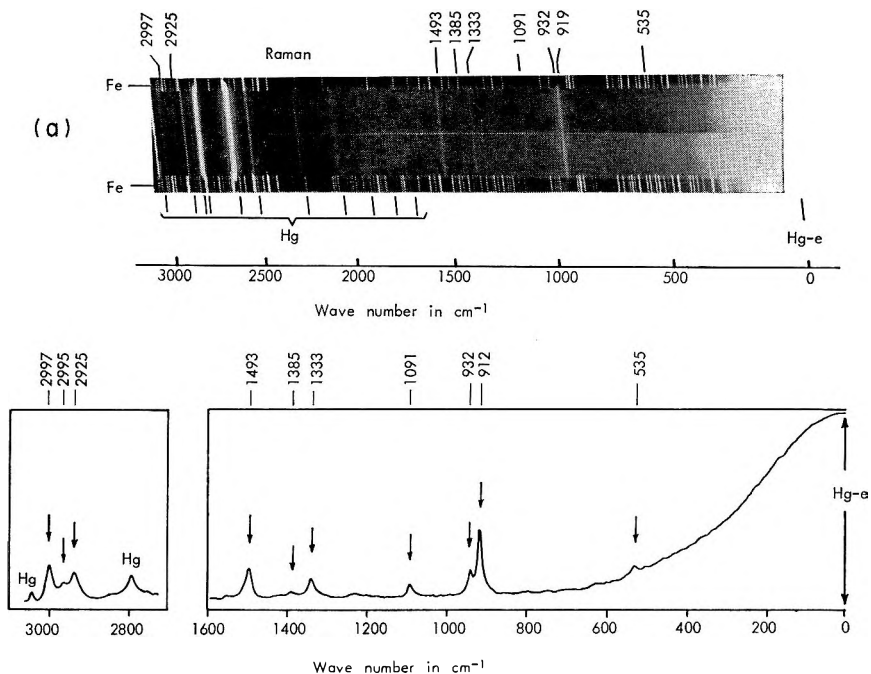 2997 2925 Raman 1493 1385 1333 1091 932 919 535
Fe
(a)
Fe
Hg
Hg-e
3000 2500 2000 1500 1000 500 0
Wave number in cm-1
2997 2995 2925 1493 1385 1333 1091 932 912 535
Hg-e
Hg Hg
3000 2800 1600 1400 1200 1000 800 600 400 200 0
Wave number in cm-1